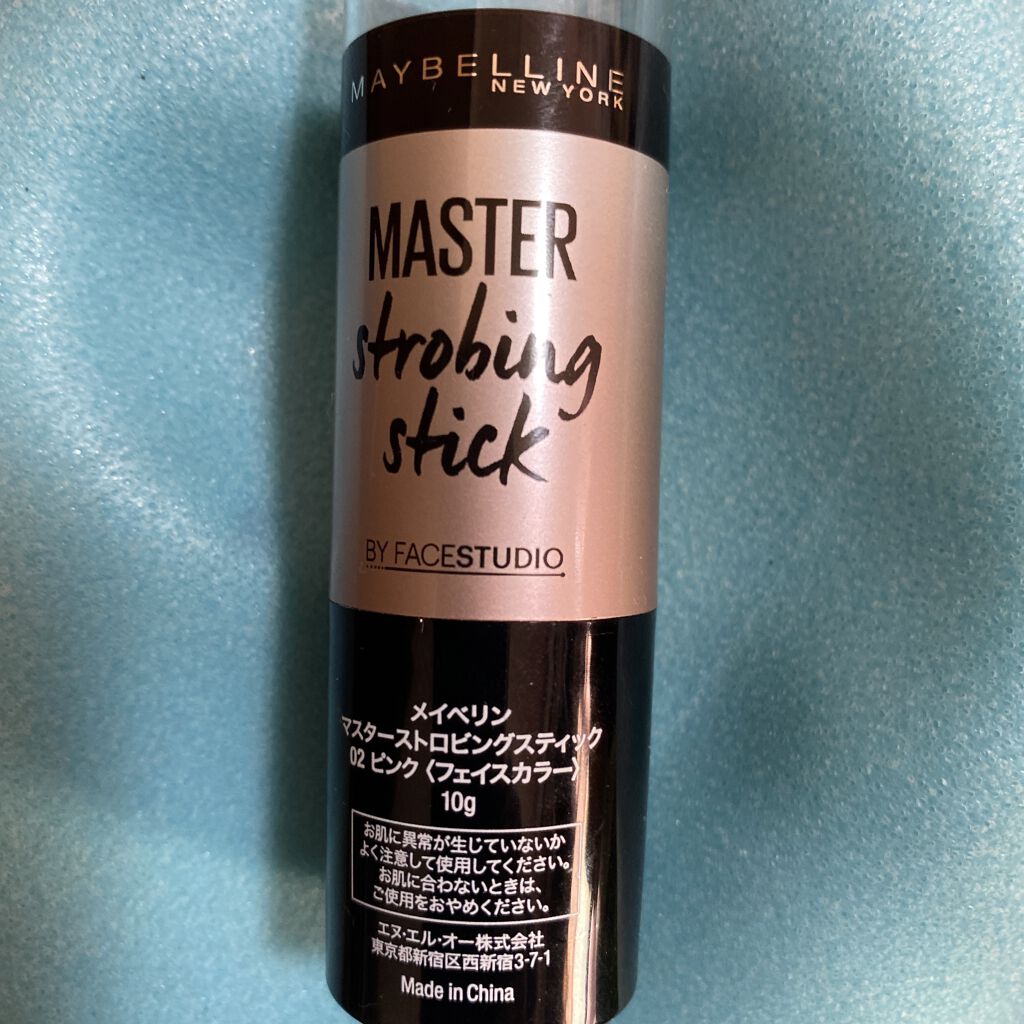 MAYBELLINE
NEW YORK
MASTER
strobing
stick
BY FACESTUDIO
メイベリン
マスターストロビングスティック
02 ピンク〈フェイスカラー〉
10g
お肌に異常が生じていないか
よく注意して使用してください。
お肌に合わないときは、
ご使用をおやめください。
エヌ・エル・オー株式会社
東京都新宿区西新宿3-7-1
Made in China